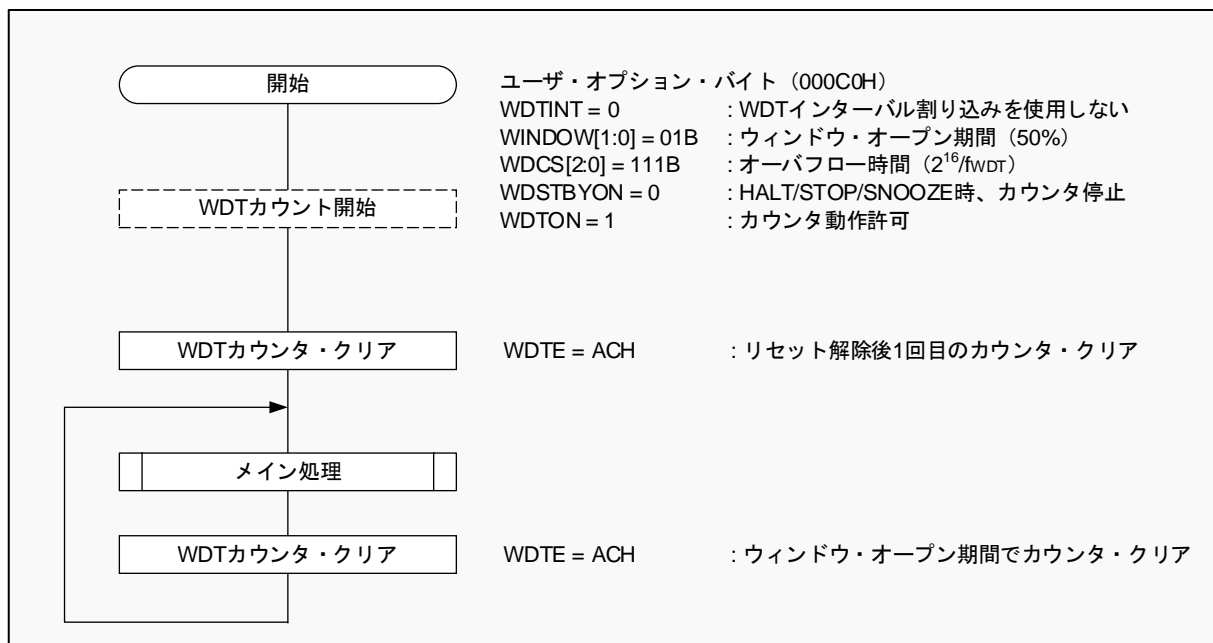 開始
ユーザ・オプション・バイト（000C0H）
WDTINT = 0 : WDTインターバル割り込みを使用しない
WINDOW[1:0] = 01B : ウィンドウ・オープン期間（50%）
WDCS[2:0] = 111B : オーバフロー時間（2¹⁶/fWDT）
WDSTBYON = 0 : HALT/STOP/SNOOZE時、カウンタ停止
WDTカウント開始
WDTON = 1 : カウンタ動作許可
WDTカウンタ・クリア WDTE = ACH : リセット解除後1回目のカウンタ・クリア
メイン処理
WDTカウンタ・クリア WDTE = ACH : ウィンドウ・オープン期間でカウンタ・クリア